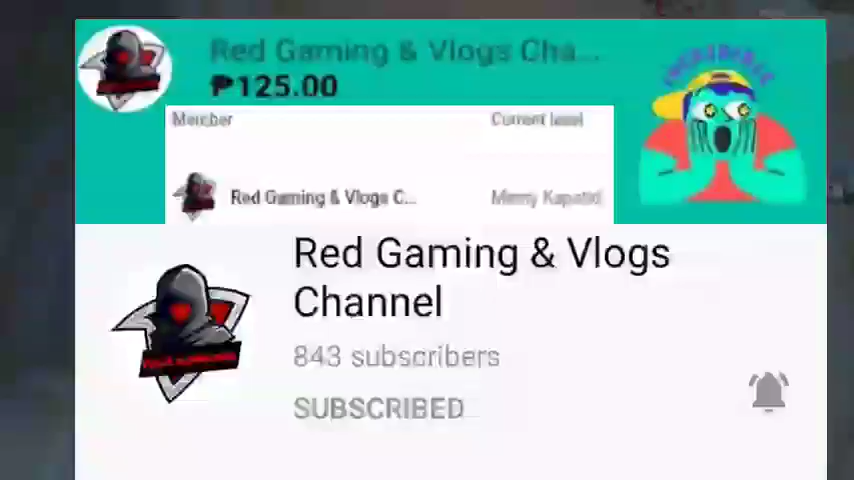 Red Gaming & Vlogs Cha...
₱125.00
INCREDIBLE
Member Current level
Red Gaming & Vlogs C...
Red Gaming & Vlogs
Channel
843 subscribers
SUBSCRIBED